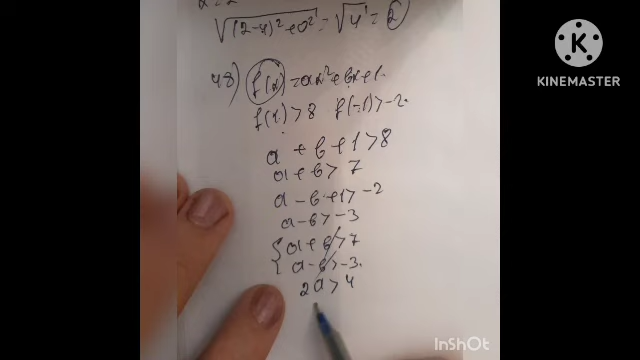 √(2-4)²+0² = √4 = 2
48) f(x) = ax²+bx+1.
f(1) > 8 f(-1) > -2.
a + b + 1 > 8
a + b > 7
a - b + 1 > -2
a - b > -3
{ a + b > 7
a - b > -3.
2a > 4
KINEMASTER
InShOt